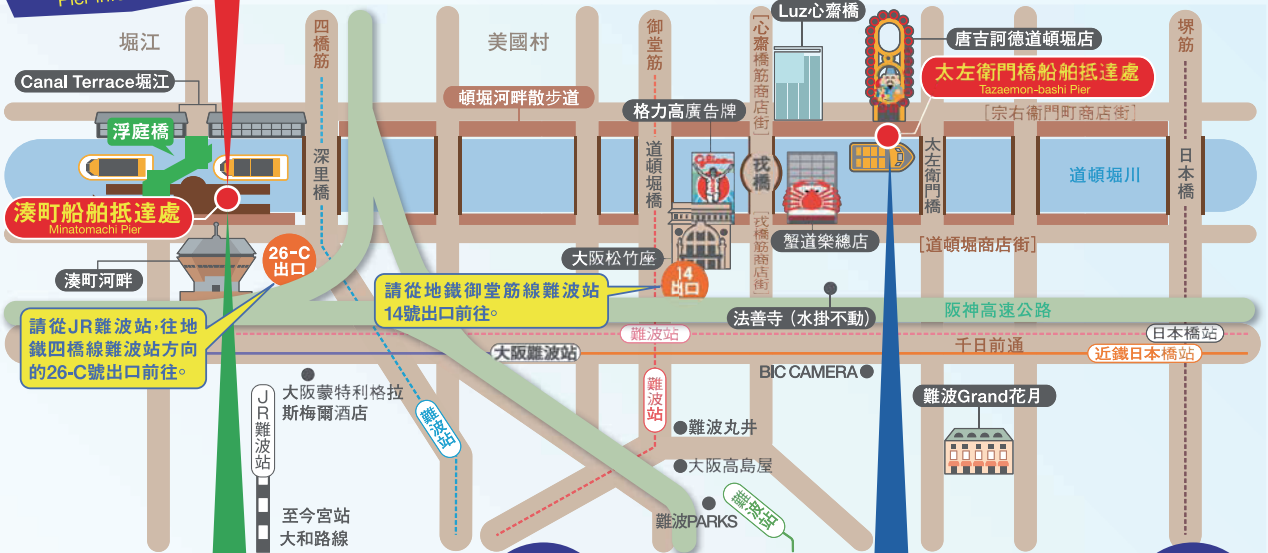 堀江
四橋筋
美國村
御堂筋
[心齋橋筋商店街]
Luz心齋橋
唐吉訶德道頓堀店
堺筋
Canal Terrace堀江
太左衛門橋船舶抵達處
Tazaemon-bashi Pier
頓堀河畔散步道
格力高廣告牌
[宗右衛門町商店街]
浮庭橋
深里橋
道頓堀橋
Glico
戎橋
太左衛門橋
道頓堀川
日本橋
湊町船舶抵達處
Minatomachi Pier
[戎橋筋商店街]
蟹道樂總店
[道頓堀商店街]
26-C
出口
大阪松竹座
湊町河畔
14
出口
請從地鐵御堂筋線難波站
14號出口前往。
阪神高速公路
法善寺（水掛不動）
請從JR難波站，往地
鐵四橋線難波站方向
的26-C號出口前往。
難波站
日本橋站
千日前通
大阪難波站
近鐵日本橋站
BIC CAMERA
大阪蒙特利格拉
斯梅爾酒店
JR難波站
難波站
難波站
難波Grand花月
難波丸井
大阪高島屋
難波站
難波PARKS
至今宮站
大和路線